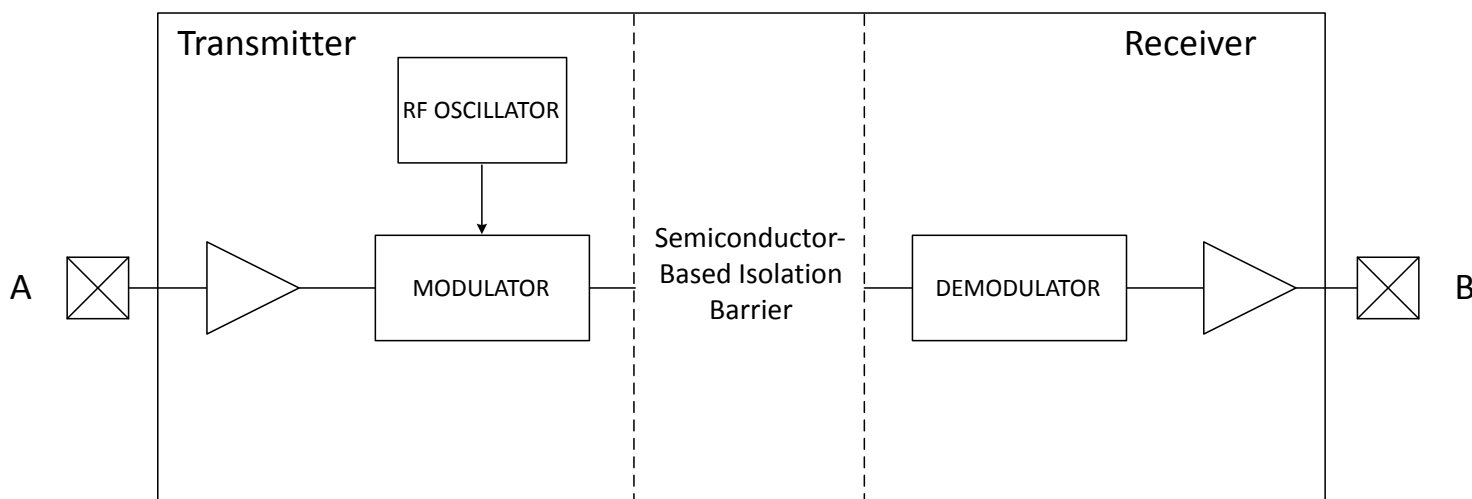 Transmitter
Receiver
RF OSCILLATOR
A
MODULATOR
Semiconductor-
Based Isolation
Barrier
DEMODULATOR
B